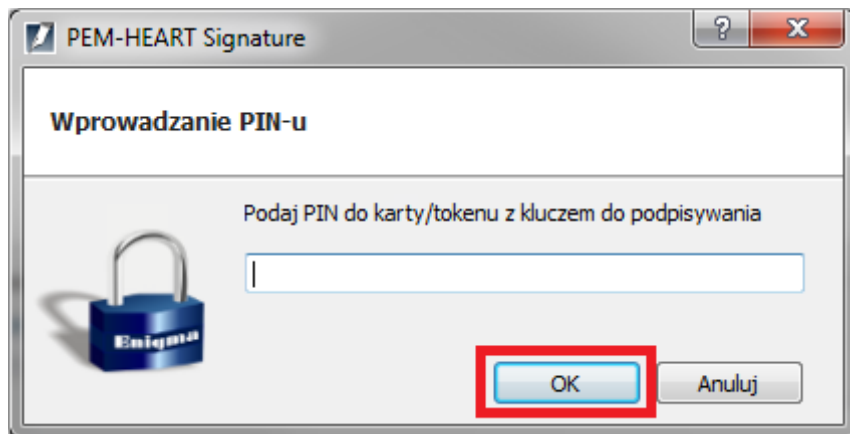 PEM-HEART Signature
?
Wprowadzanie PIN-u
Podaj PIN do karty/tokenu z kluczem do podpisywania
Enigma
OK
Anuluj